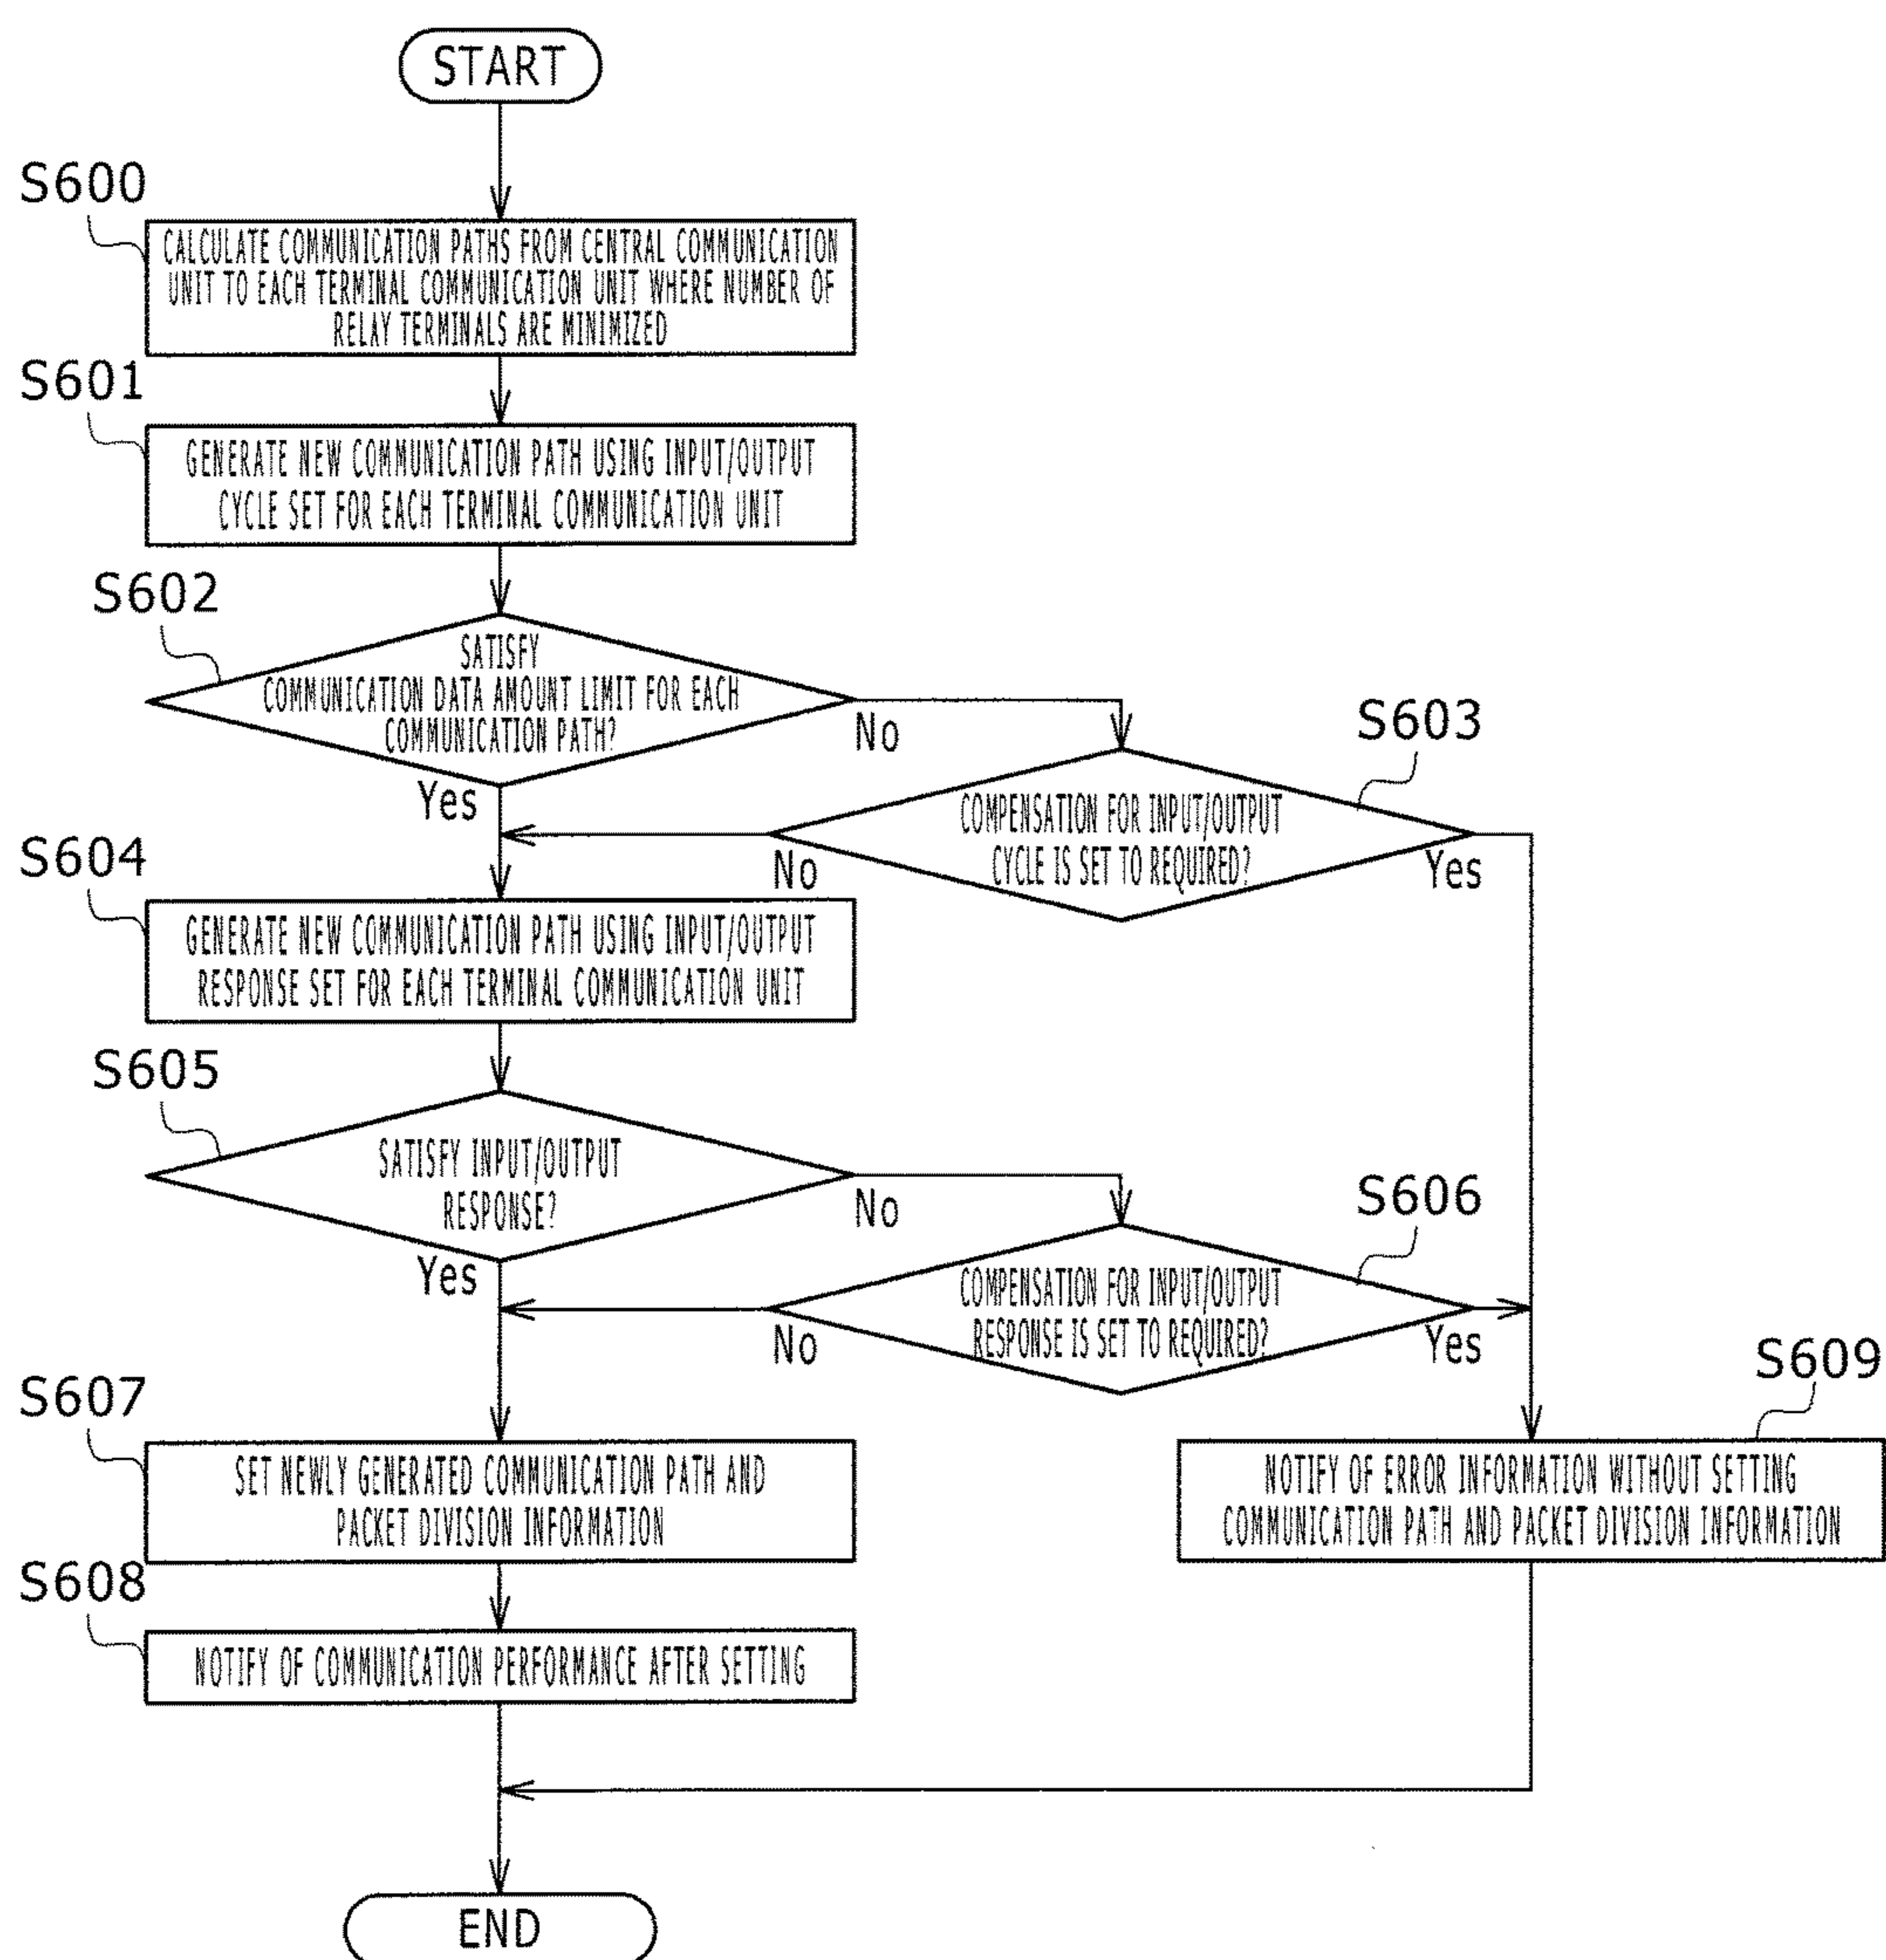 START
S600
CALCULATE COMMUNICATION PATHS FROM CENTRAL COMMUNICATION
UNIT TO EACH TERMINAL COMMUNICATION UNIT WHERE NUMBER OF
RELAY TERMINALS ARE MINIMIZED
S601
GENERATE NEW COMMUNICATION PATH USING INPUT/OUTPUT
CYCLE SET FOR EACH TERMINAL COMMUNICATION UNIT
S602
SATISFY
COMMUNICATION DATA AMOUNT LIMIT FOR EACH
COMMUNICATION PATH?
No
Yes
S603
COMPENSATION FOR INPUT/OUTPUT
CYCLE IS SET TO REQUIRED?
No
Yes
S604
GENERATE NEW COMMUNICATION PATH USING INPUT/OUTPUT
RESPONSE SET FOR EACH TERMINAL COMMUNICATION UNIT
S605
SATISFY INPUT/OUTPUT
RESPONSE?
No
Yes
S606
COMPENSATION FOR INPUT/OUTPUT
RESPONSE IS SET TO REQUIRED?
No
Yes
S607
SET NEWLY GENERATED COMMUNICATION PATH AND
PACKET DIVISION INFORMATION
S609
NOTIFY OF ERROR INFORMATION WITHOUT SETTING
COMMUNICATION PATH AND PACKET DIVISION INFORMATION
S608
NOTIFY OF COMMUNICATION PERFORMANCE AFTER SETTING
END